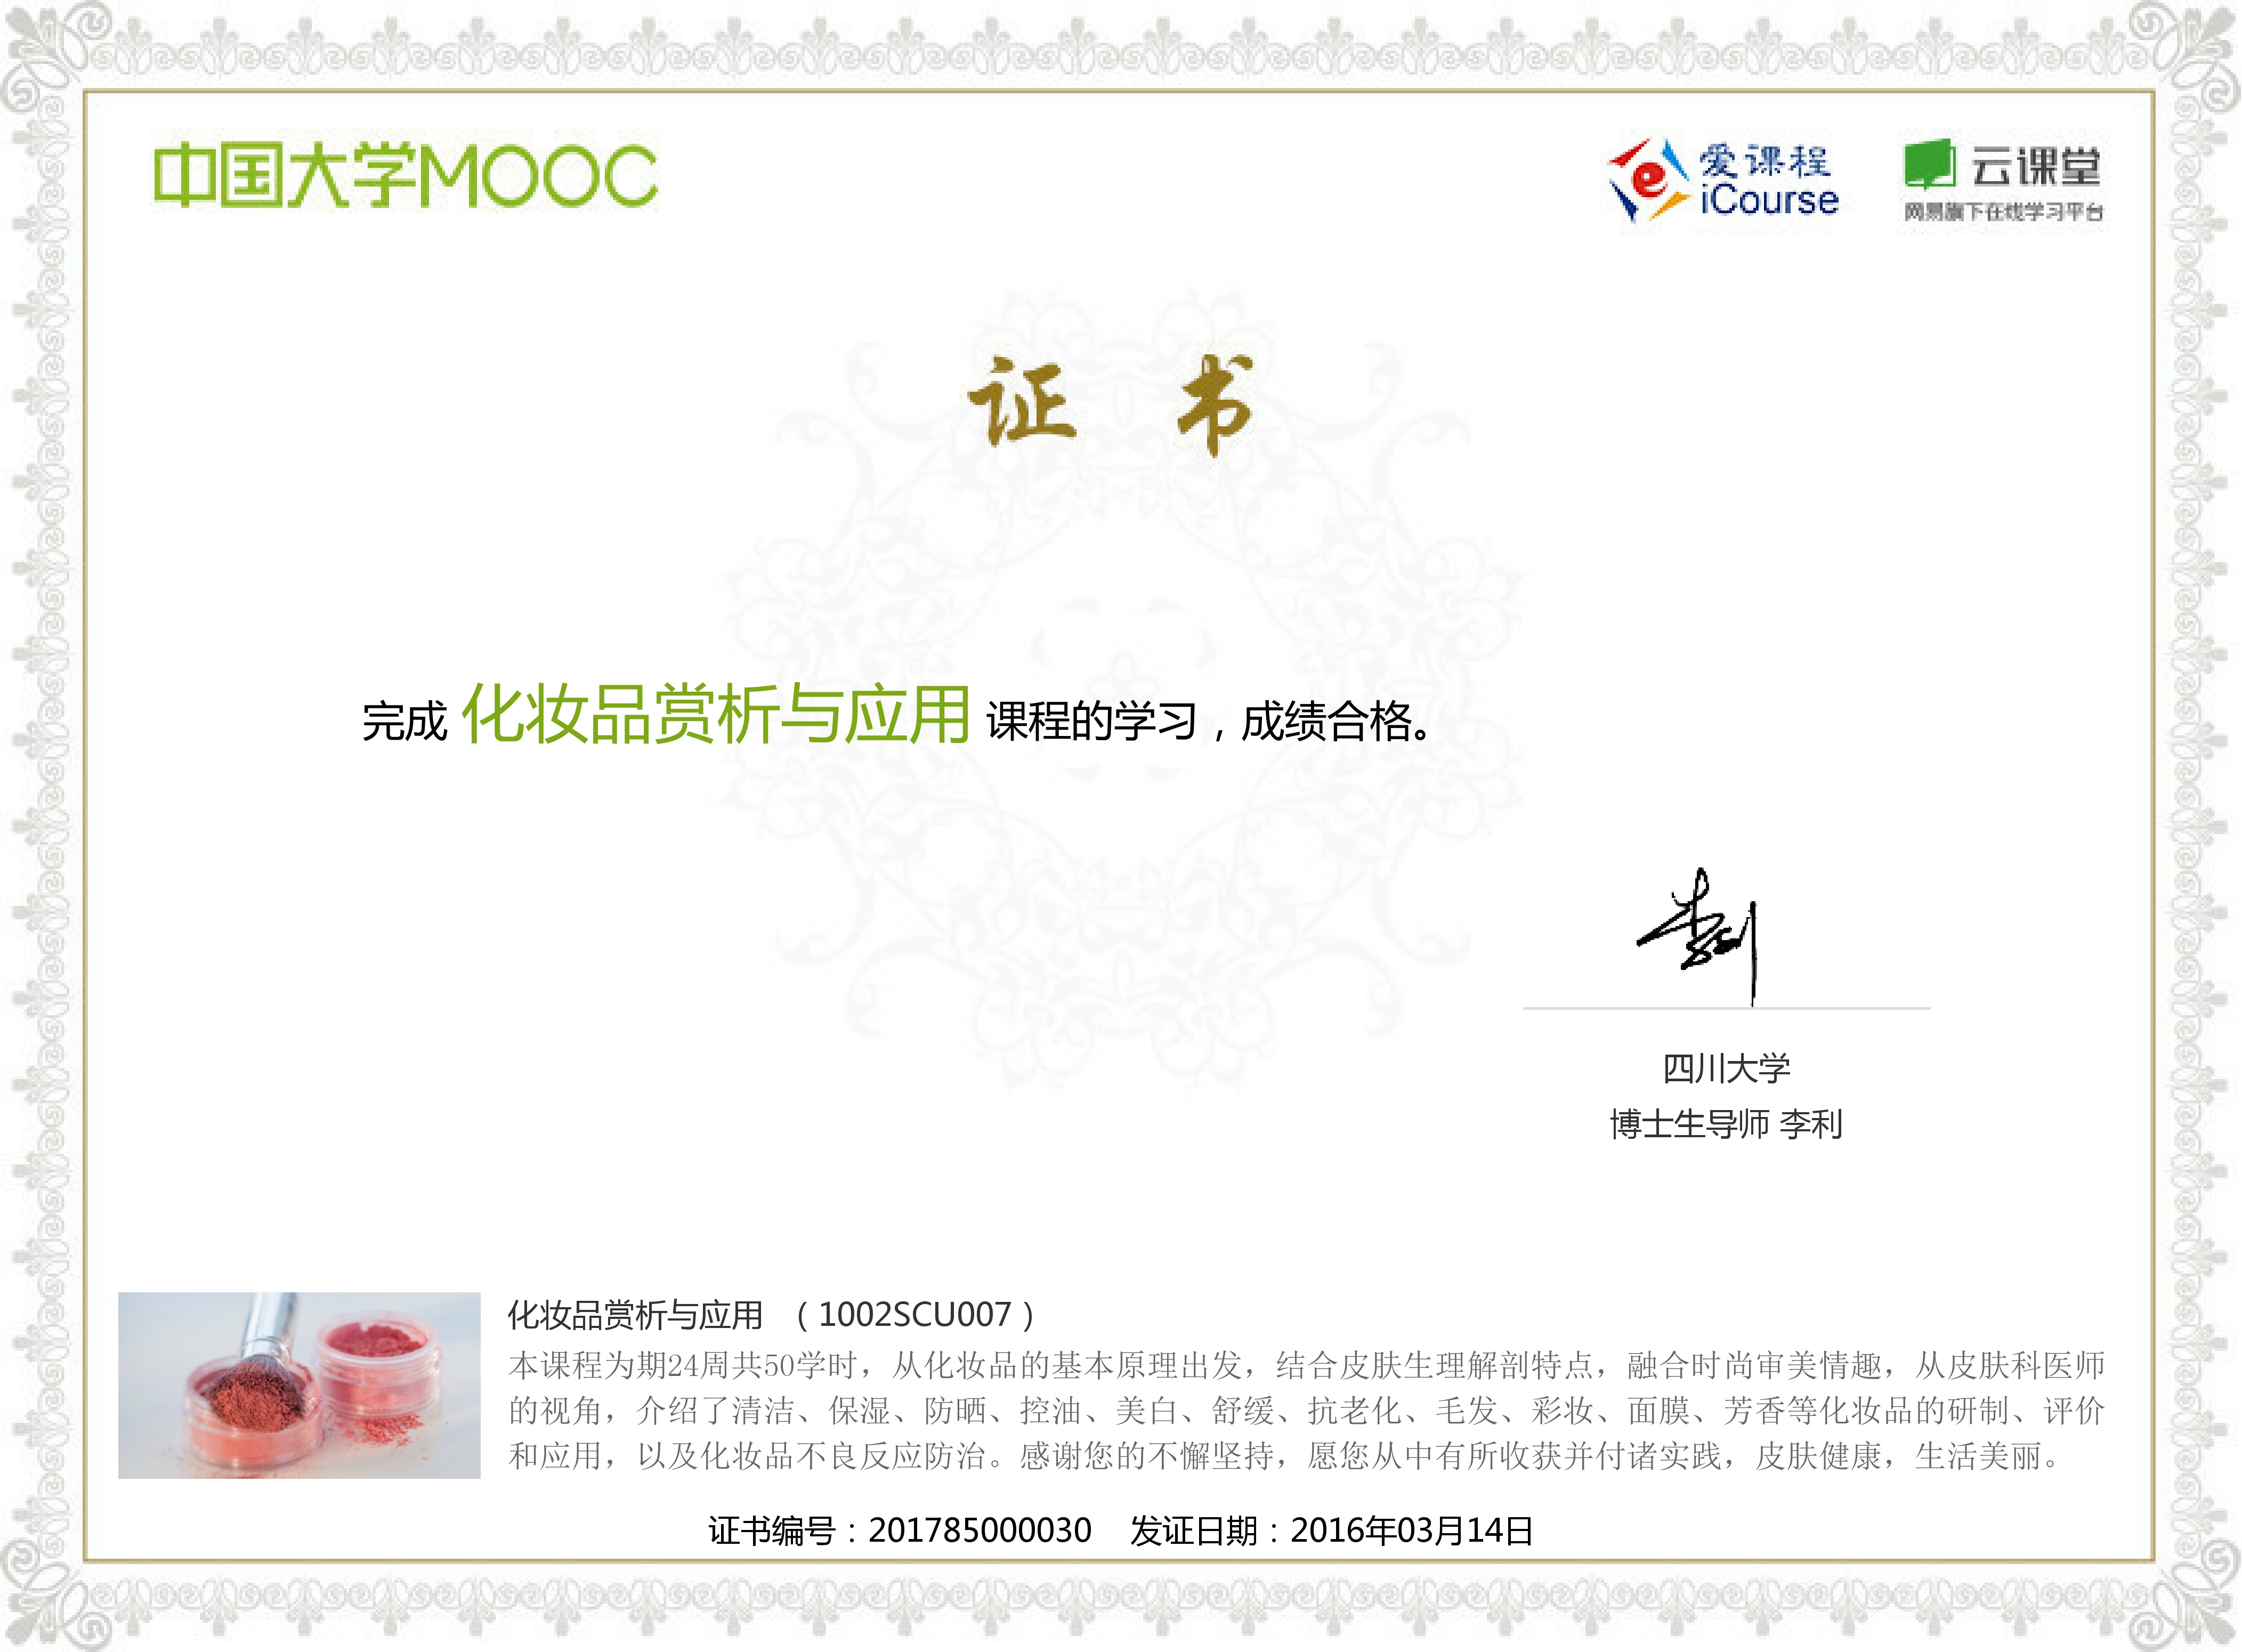 中国大学MOOC
爱课程
iCourse
云课堂
网易旗下在线学习平台
证 书
完成 化妆品赏析与应用 课程的学习，成绩合格。
李利
四川大学
博士生导师 李利
化妆品赏析与应用 （1002SCU007）
本课程为期24周共50学时，从化妆品的基本原理出发，结合皮肤生理解剖特点，融合时尚审美情趣，从皮肤科医师
的视角，介绍了清洁、保湿、防晒、控油、美白、舒缓、抗老化、毛发、彩妆、面膜、芳香等化妆品的研制、评价
和应用，以及化妆品不良反应防治。感谢您的不懈坚持，愿您从中有所收获并付诸实践，皮肤健康，生活美丽。
证书编号：201785000030 发证日期：2016年03月14日